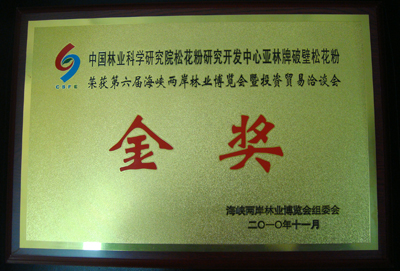 中国林业科学研究院松花粉研究开发中心亚林牌破壁松花粉
荣获第六届海峡两岸林业博览会暨投资贸易洽谈会
金奖
海峡两岸林业博览会组委会
二〇一〇年十一月